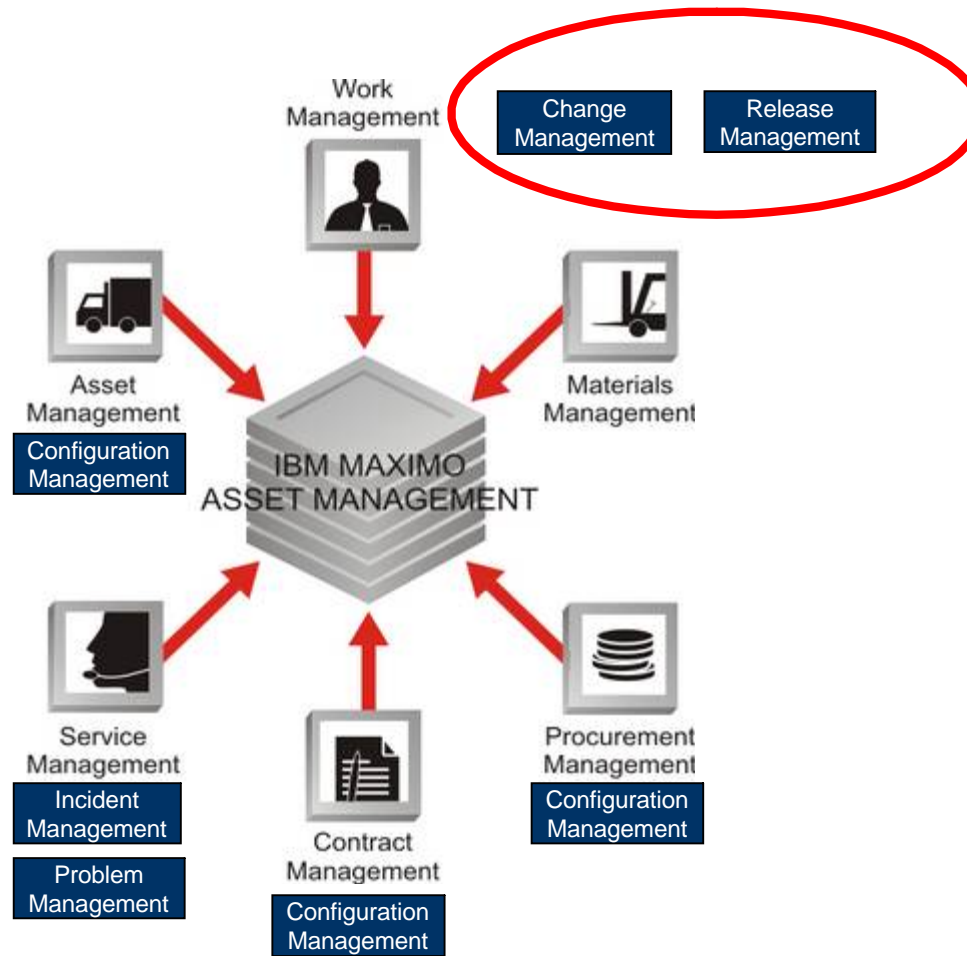 Work
Management
Change
Management
Release
Management
Asset
Management
Configuration
Management
Materials
Management
IBM MAXIMO
ASSET MANAGEMENT
Service
Management
Incident
Management
Problem
Management
Contract
Management
Configuration
Management
Procurement
Management
Configuration
Management